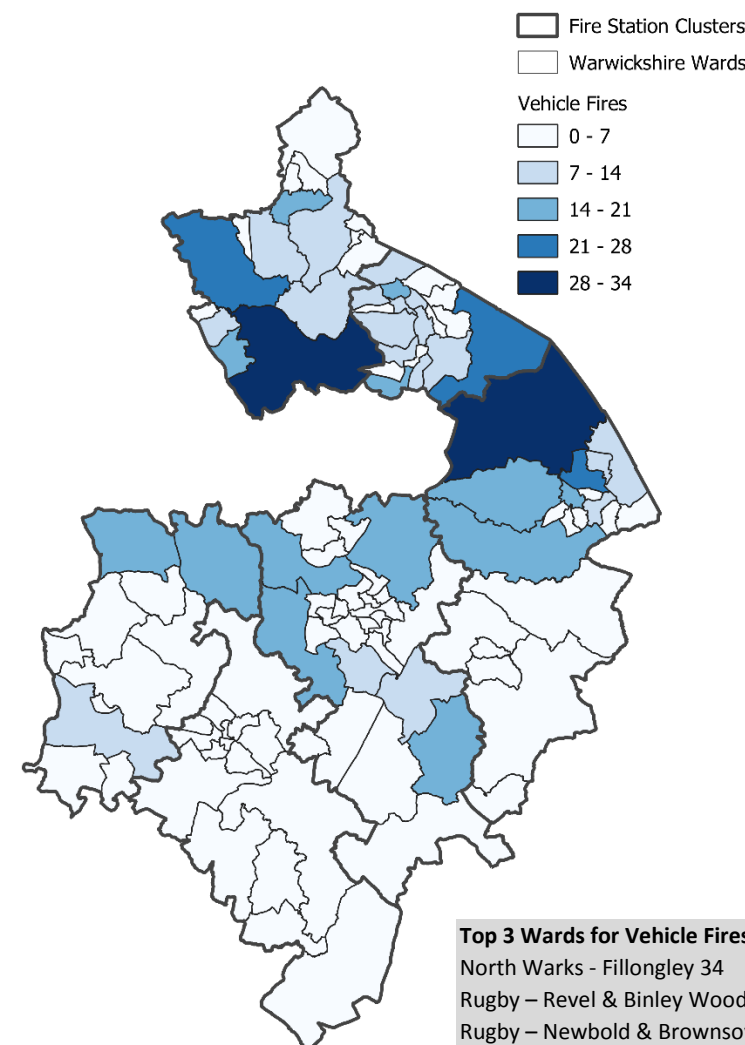 Fire Station Clusters
Warwickshire Wards
Vehicle Fires
0 - 7
7 - 14
14 - 21
21 - 28
28 - 34
Top 3 Wards for Vehicle Fires
North Warks - Fillongley 34
Rugby – Revel & Binley Wood
Rugby – Newbold &